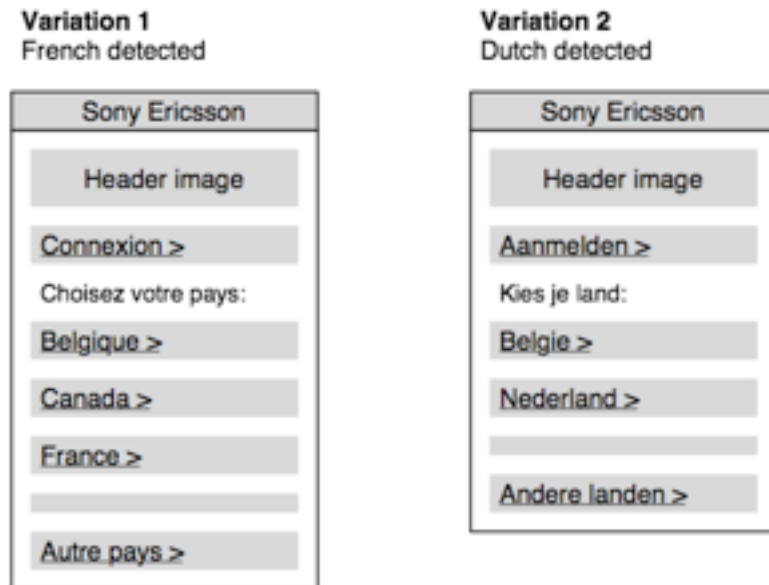 Variation 1
French detected
Sony Ericsson
Header image
Connexion >
Choisez votre pays:
Belgique >
Canada >
France >
Autre pays >
Variation 2
Dutch detected
Sony Ericsson
Header image
Aanmelden >
Kies je land:
Belgie >
Nederland >
Andere landen >